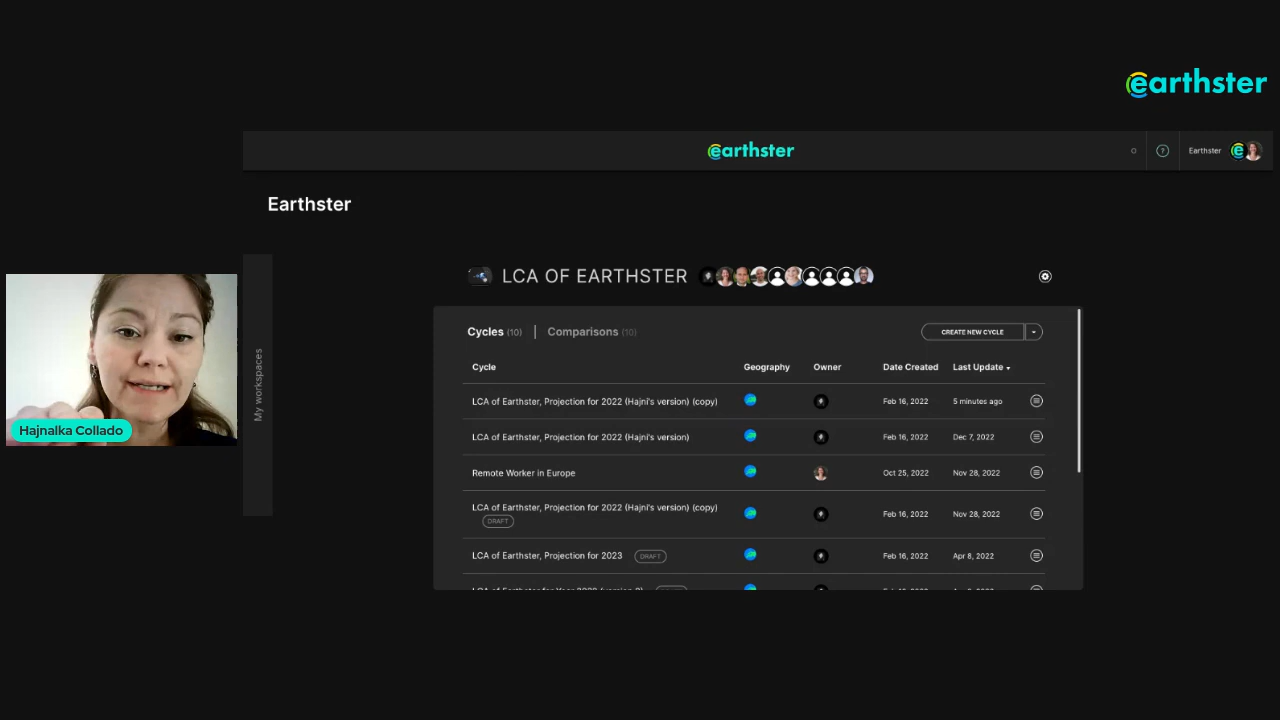 earthster
earthster
? Earthster e
Earthster
My workspaces
LCA OF EARTHSTER
Cycles (10) | Comparisons (10)
CREATE NEW CYCLE
Cycle Geography Owner Date Created Last Update
LCA of Earthster, Projection for 2022 (Hajni's version) (copy) Feb 16, 2022 5 minutes ago
LCA of Earthster, Projection for 2022 (Hajni's version) Feb 16, 2022 Dec 7, 2022
Remote Worker in Europe Oct 25, 2022 Nov 28, 2022
LCA of Earthster, Projection for 2022 (Hajni's version) (copy) Feb 16, 2022 Nov 28, 2022
DRAFT
LCA of Earthster, Projection for 2023 DRAFT Feb 16, 2022 Apr 8, 2022
Hajnalka Collado